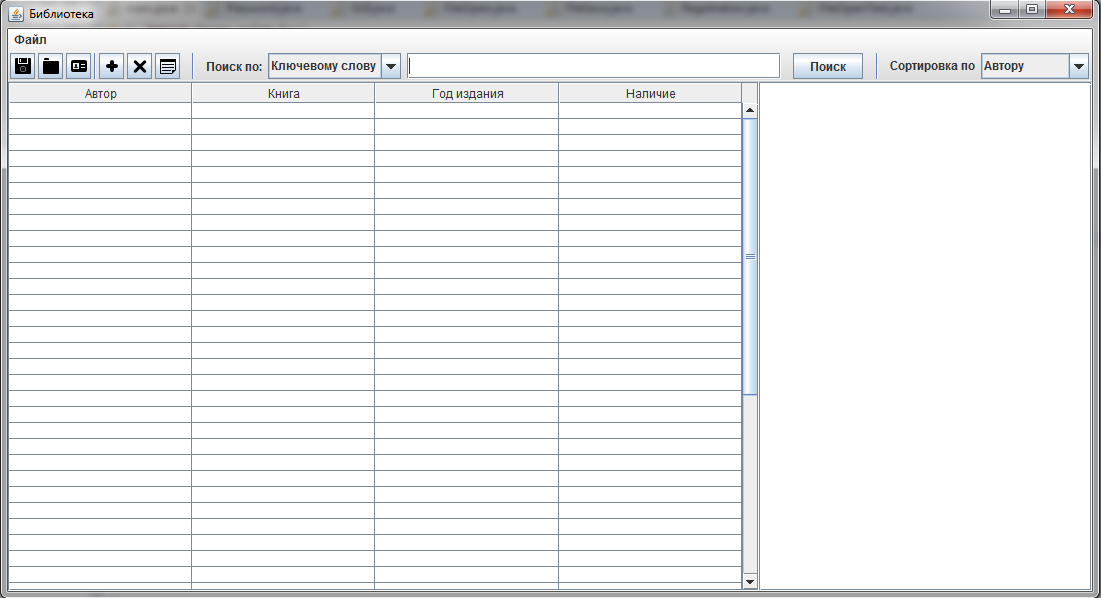 Библиотека
Файл
Поиск по: Ключевому слову Поиск Сортировка по Автору
Автор Книга Год издания Наличие